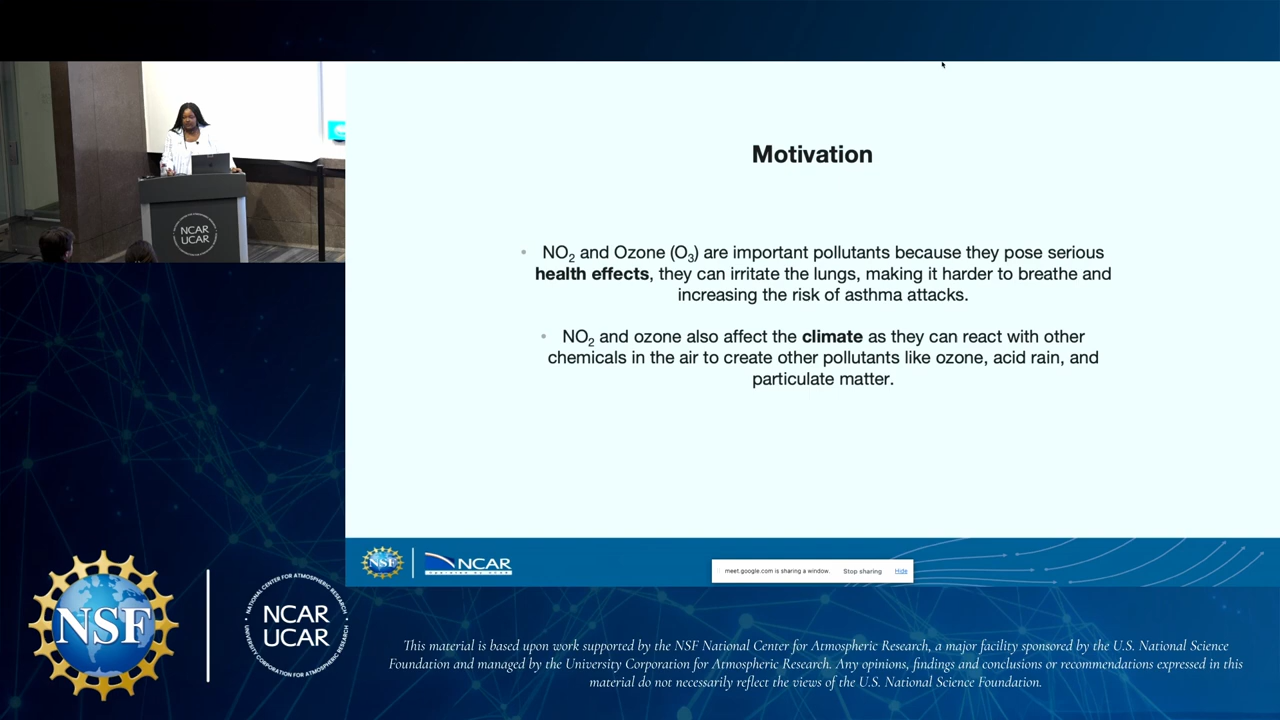 Motivation
• NO₂ and Ozone (O₃) are important pollutants because they pose serious
health effects, they can irritate the lungs, making it harder to breathe and
increasing the risk of asthma attacks.
• NO₂ and ozone also affect the climate as they can react with other
chemicals in the air to create other pollutants like ozone, acid rain, and
particulate matter.
NCAR
UCAR
NSF
NCAR
meet.google.com is sharing a window.
Stop sharing
Hide
NSF
NATIONAL CENTER FOR ATMOSPHERIC RESEARCH
NCAR
UCAR
UNIVERSITY CORPORATION FOR ATMOSPHERIC RESEARCH
This material is based upon work supported by the NSF National Center for Atmospheric Research, a major facility sponsored by the U.S. National Science
Foundation and managed by the University Corporation for Atmospheric Research. Any opinions, findings and conclusions or recommendations expressed in this
material do not necessarily reflect the views of the U.S. National Science Foundation.